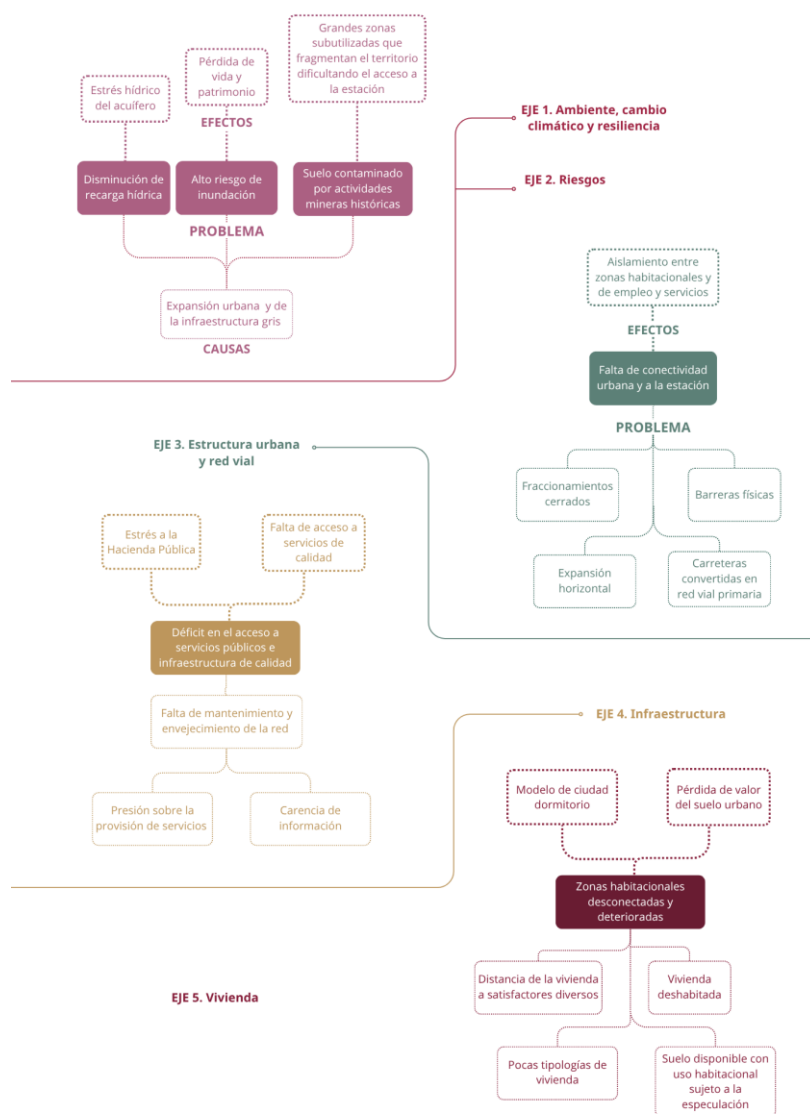 Grandes zonas
subutilizadas que
fragmentan el territorio
dificultando el acceso a
la estación
Pérdida de
vida y
patrimonio
Estrés hídrico
del acuífero
EFECTOS
Disminución de
recarga hídrica
Alto riesgo de
inundación
Suelo contaminado
por actividades
mineras históricas
PROBLEMA
Expansión urbana y de
la infraestructura gris
CAUSAS
EJE 1. Ambiente, cambio
climático y resiliencia
EJE 2. Riesgos
Aislamiento entre
zonas habitacionales y
de empleo y servicios
EFECTOS
Falta de conectividad
urbana y a la estación
PROBLEMA
Fraccionamientos
cerrados
Barreras físicas
Expansión
horizontal
Carreteras
convertidas en
red vial primaria
EJE 3. Estructura urbana
y red vial
Estrés a la
Hacienda Pública
Falta de acceso a
servicios de
calidad
Déficit en el acceso a
servicios públicos e
infraestructura de calidad
Falta de mantenimiento y
envejecimiento de la red
Presión sobre la
provisión de servicios
Carencia de
información
EJE 4. Infraestructura
Modelo de ciudad
dormitorio
Pérdida de valor
del suelo urbano
Zonas habitacionales
desconectadas y
deterioradas
Distancia de la vivienda
a satisfactores diversos
Vivienda
deshabitada
Pocas tipologías de
vivienda
Suelo disponible con
uso habitacional
sujeto a la
especulación
EJE 5. Vivienda